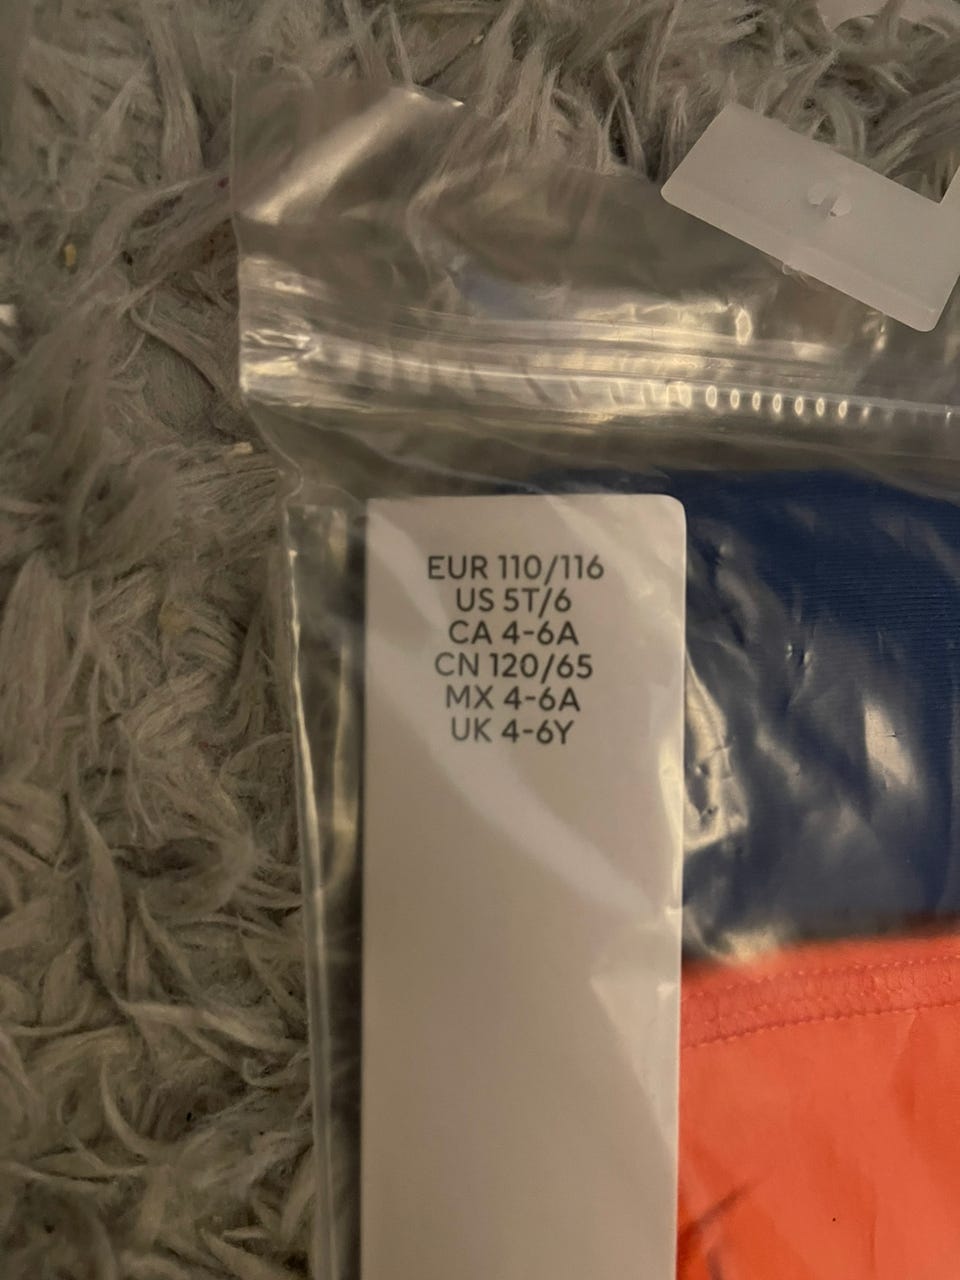 EUR 110/116
US 5T/6
CA 4-6A
CN 120/65
MX 4-6A
UK 4-6Y